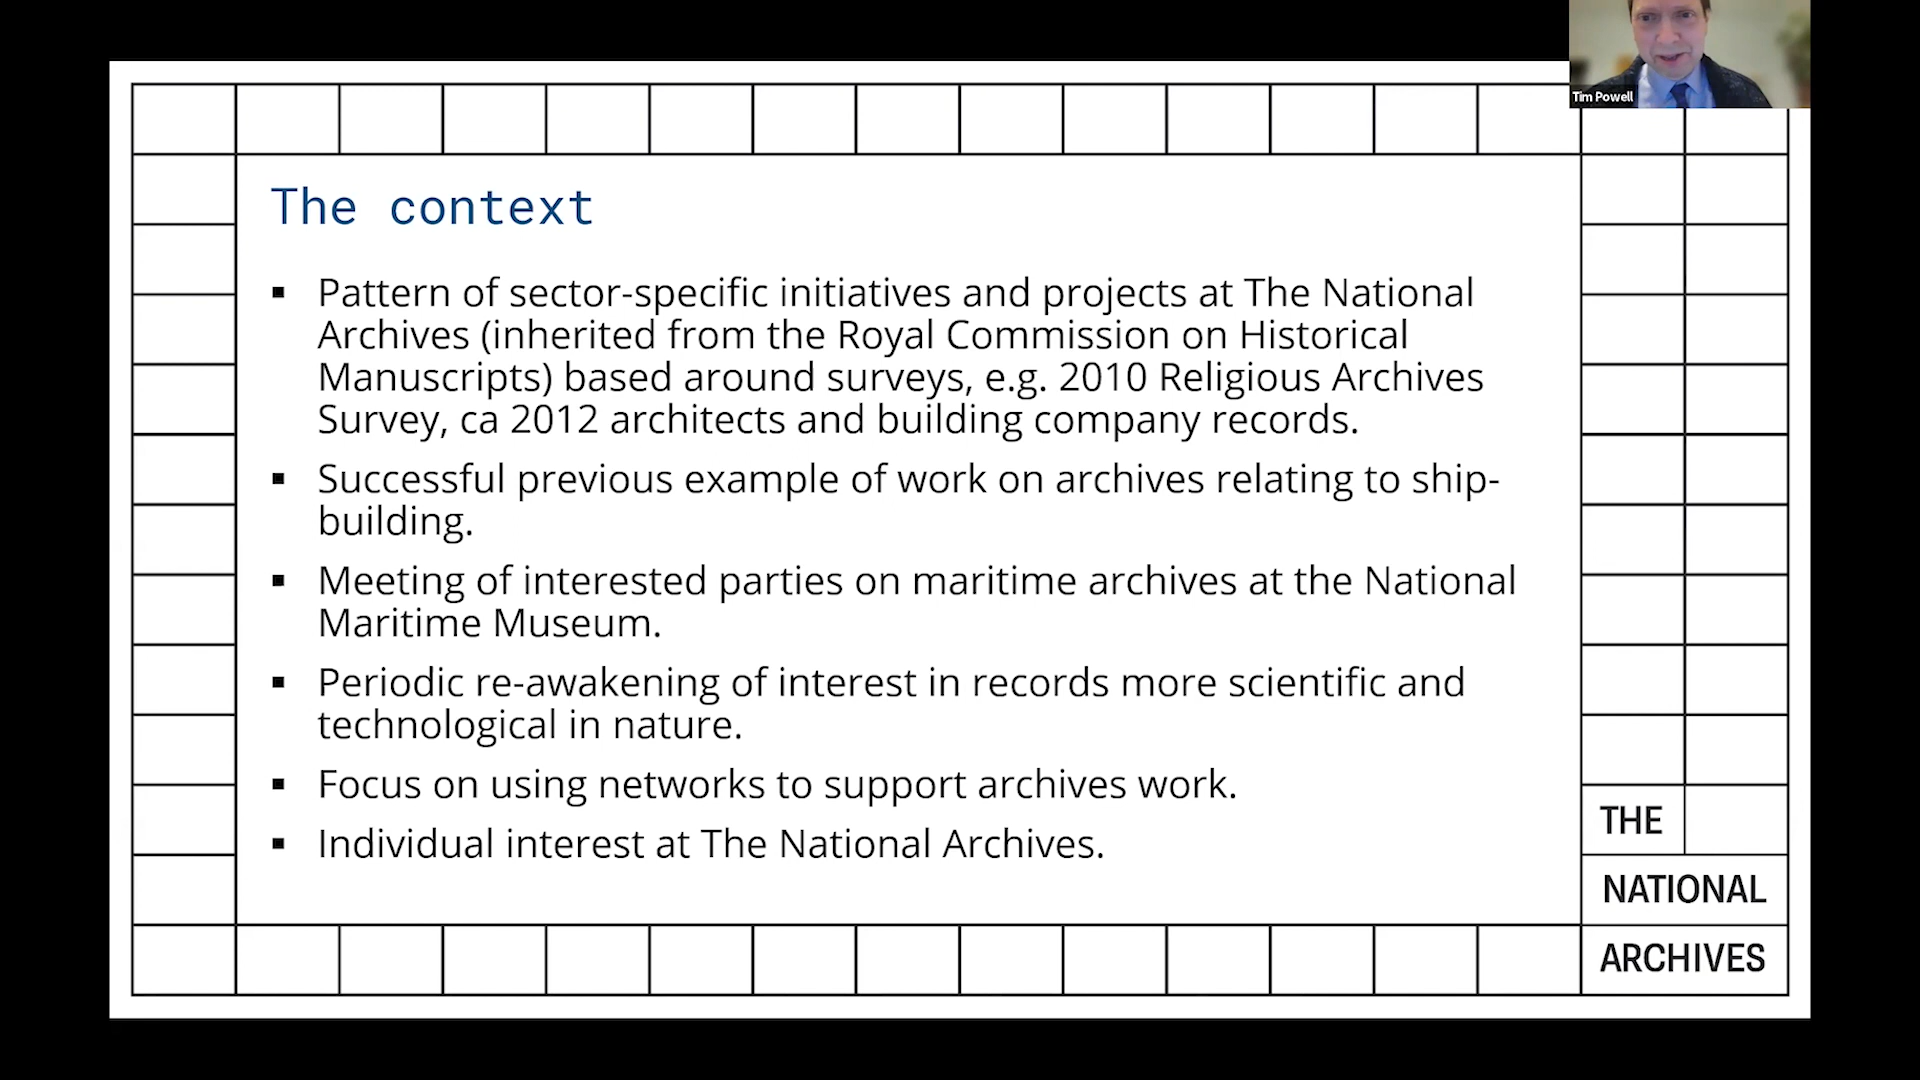 Tim Powell
The context
▪ Pattern of sector-specific initiatives and projects at The National
Archives (inherited from the Royal Commission on Historical
Manuscripts) based around surveys, e.g. 2010 Religious Archives
Survey, ca 2012 architects and building company records.
▪ Successful previous example of work on archives relating to ship-
building.
▪ Meeting of interested parties on maritime archives at the National
Maritime Museum.
▪ Periodic re-awakening of interest in records more scientific and
technological in nature.
▪ Focus on using networks to support archives work.
▪ Individual interest at The National Archives.
THE
NATIONAL
ARCHIVES